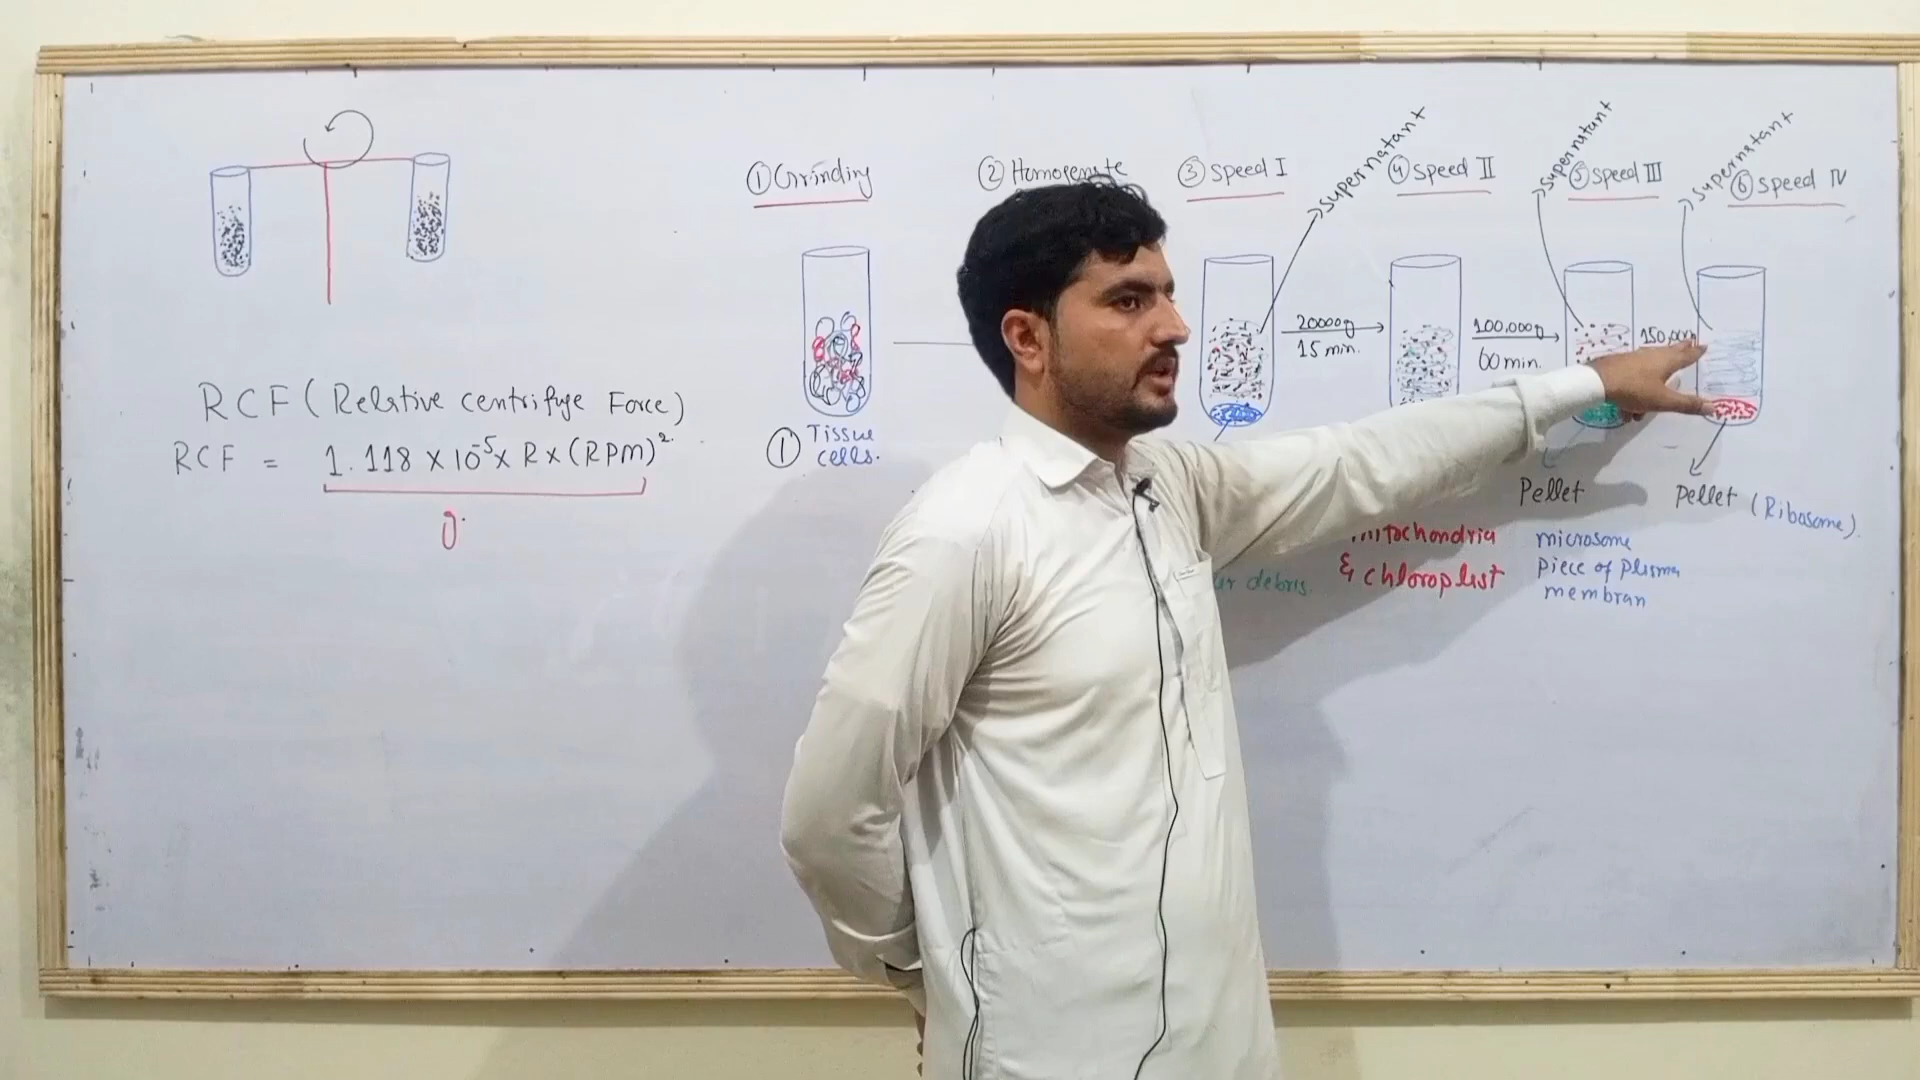 ① Grinding
② Homogenate
③ Speed I
supernatant
④ Speed II
supernatant
⑤ Speed III
supernatant
⑥ Speed IV
20000g
15 min.
100,000g
60 min.
150,000
RCF (Relative centrifuge Force)
RCF = 1.118 × 10⁻⁵ × R × (RPM)².
g.
① Tissue
cells.
debris.
mitochondria
& chloroplast
Pellet
microsome
piece of plasma
membran
Pellet (Ribosome).